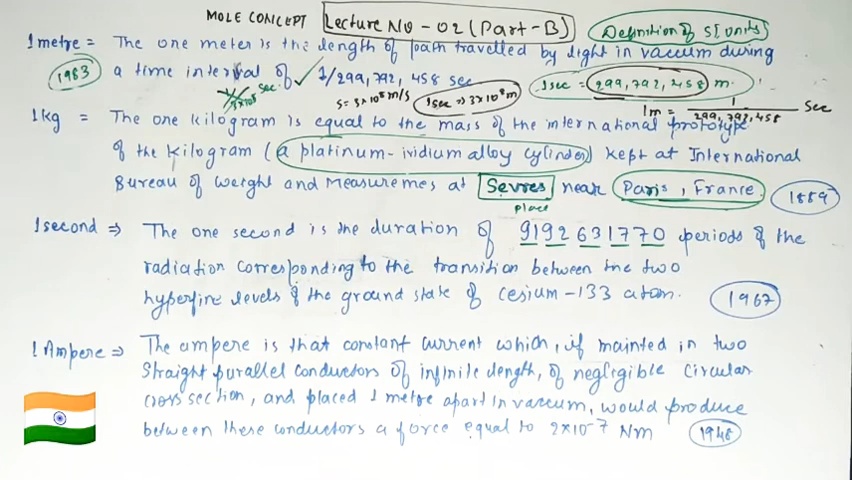 MOLE CONCEPT Lecture No - 02 (Part-B)
Definition of SI units
1 metre = The one meter is the length of path travelled by light in vacuum during
1983 a time interval of 1/299,792,458 sec
1/3×10⁸ sec
s = 3×10⁸ m/s
1 sec ⇒ 3×10⁸ m
1 sec = 299,792,458 m.
1m = 1/299,792,458 sec
1 kg = The one kilogram is equal to the mass of the international prototype
of the kilogram (a platinum-iridium alloy cylinder) kept at International
Bureau of Weight and Measuremes at Sevres near Paris, France. 1889
place
1 second ⇒ The one second is the duration of 9192631770 periods of the
radiation corresponding to the transition between the two
hyperfine levels of the ground state of cesium-133 atom. 1967
1 Ampere ⇒ The ampere is that constant current which, if mainted in two
straight parallel conductors of infinite length, of negligible circular
cross section, and placed 1 metre apart in vacuum, would produce
between these conductors a force equal to 2×10⁻⁷ Nm 1948